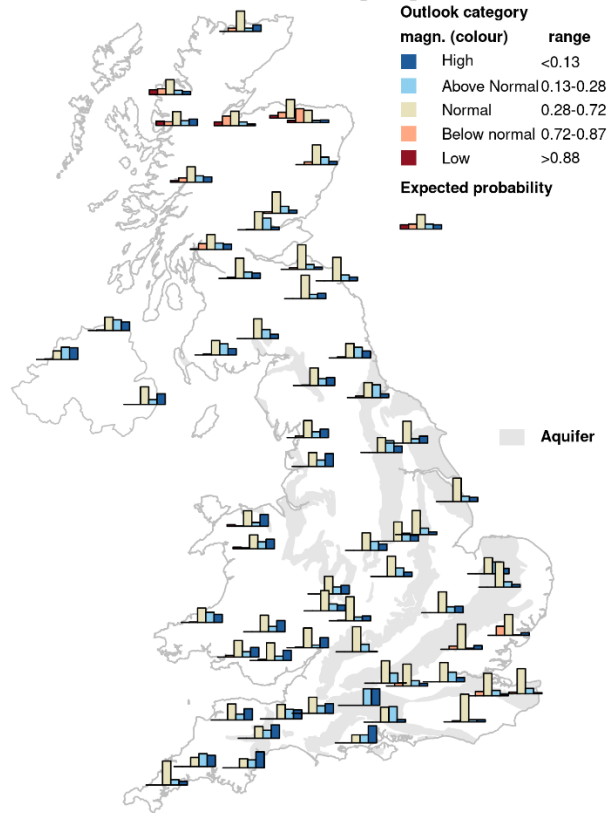 Outlook category
magn. (colour) range
High <0.13
Above Normal 0.13-0.28
Normal 0.28-0.72
Below normal 0.72-0.87
Low >0.88
Expected probability
Aquifer